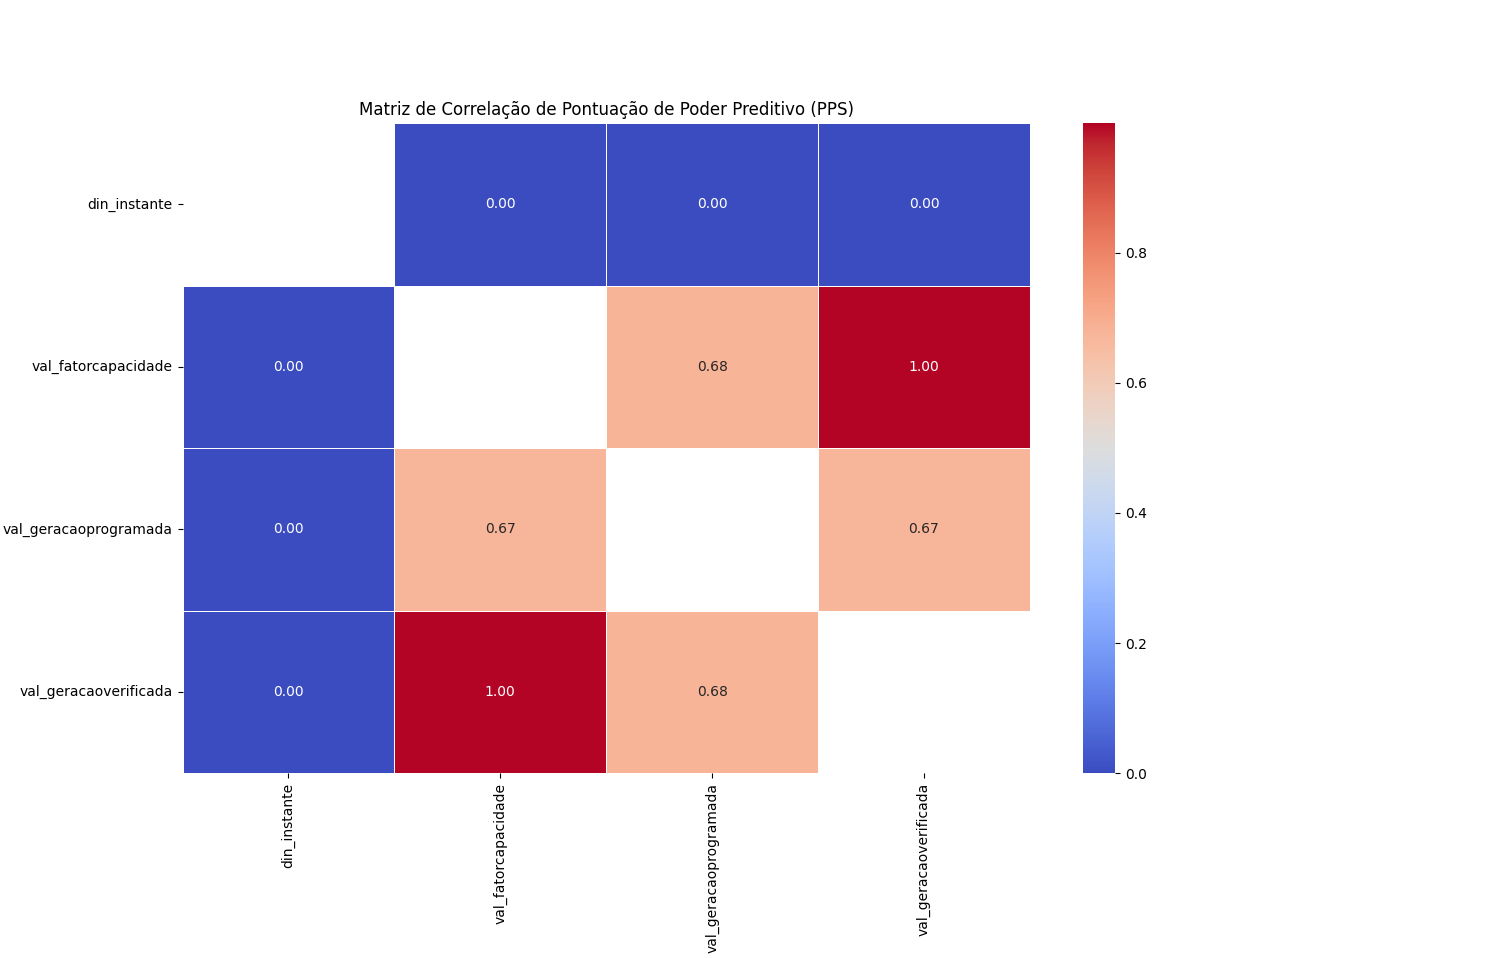 Matriz de Correlação de Pontuação de Poder Preditivo (PPS)
din_instante
0.00 0.00 0.00
val_fatorcapacidade
0.00 0.68 1.00
val_geracaoprogramada
0.00 0.67 0.67
val_geracaoverificada
0.00 1.00 0.68
din_instante
val_fatorcapacidade
val_geracaoprogramada
val_geracaoverificada
0.8
0.6
0.4
0.2
0.0